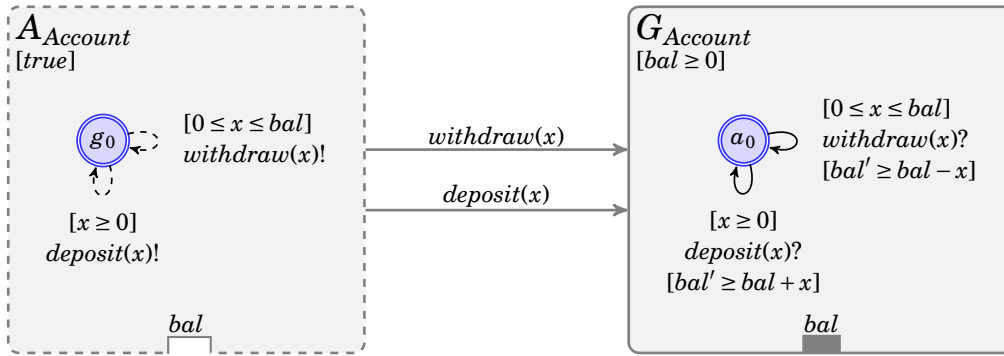 A_Account
[true]
g_0
[0 ≤ x ≤ bal]
withdraw(x)!
[x ≥ 0]
deposit(x)!
bal
withdraw(x)
deposit(x)
G_Account
[bal ≥ 0]
a_0
[0 ≤ x ≤ bal]
withdraw(x)?
[bal′ ≥ bal − x]
[x ≥ 0]
deposit(x)?
[bal′ ≥ bal + x]
bal